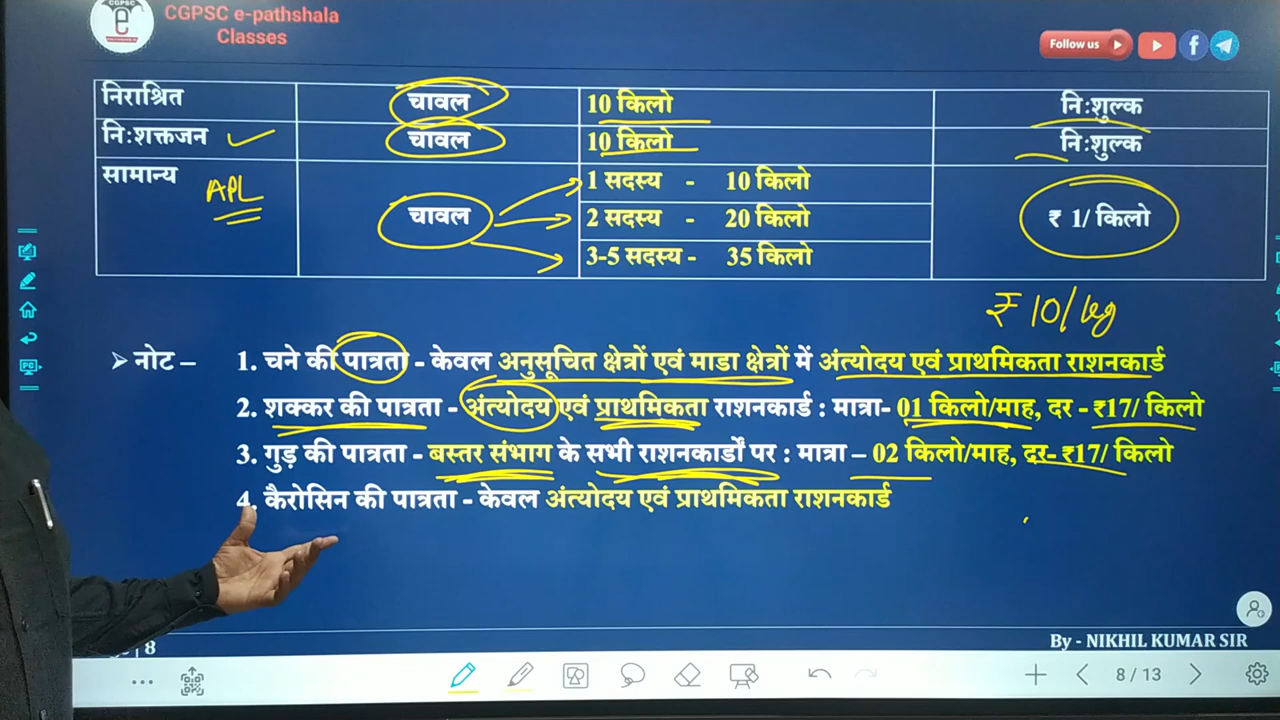 CGPSC
e
CGPSC e-pathshala
Classes
Follow us
निराश्रित चावल 10 किलो नि:शुल्क
नि:शक्तजन चावल 10 किलो नि:शुल्क
सामान्य APL चावल 1 सदस्य - 10 किलो ₹ 1/ किलो
2 सदस्य - 20 किलो
3-5 सदस्य - 35 किलो
₹10/kg
➢ नोट – 1. चने की पात्रता - केवल अनुसूचित क्षेत्रों एवं माडा क्षेत्रों में अंत्योदय एवं प्राथमिकता राशनकार्ड
2. शक्कर की पात्रता - अंत्योदय एवं प्राथमिकता राशनकार्ड : मात्रा- 01 किलो/माह, दर - ₹17/ किलो
3. गुड़ की पात्रता - बस्तर संभाग के सभी राशनकार्डों पर : मात्रा – 02 किलो/माह, दर- ₹17/ किलो
4. कैरोसिन की पात्रता - केवल अंत्योदय एवं प्राथमिकता राशनकार्ड
| 8
By - NIKHIL KUMAR SIR
8 / 13